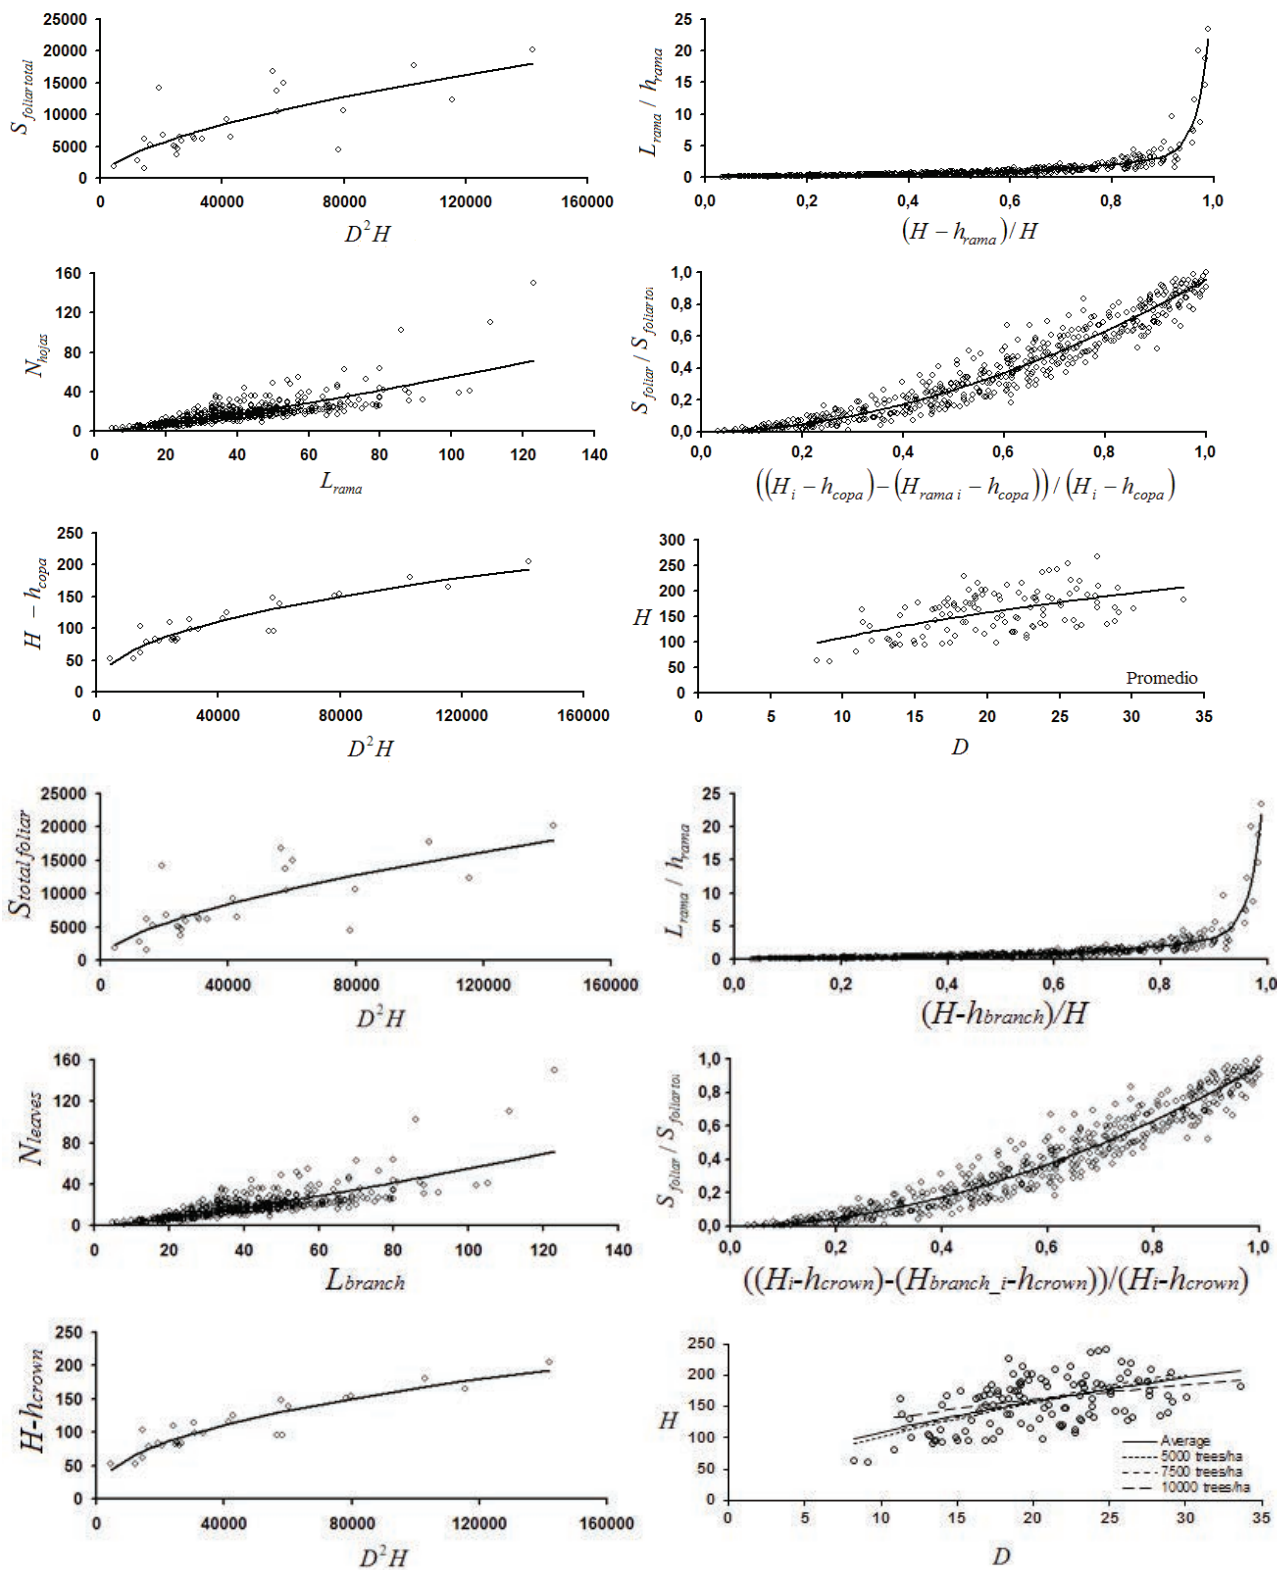 S foliar total
25000
20000
15000
10000
5000
0
0 40000 80000 120000 160000
D²H
L rama / h rama
25
20
15
10
5
0
0,0 0,2 0,4 0,6 0,8 1,0
(H − h rama)/ H
N hojas
160
120
80
40
0
0 20 40 60 80 100 120 140
L rama
S foliar / S foliar tot
1,0
0,8
0,6
0,4
0,2
0,0
0,0 0,2 0,4 0,6 0,8 1,0
((H i − h copa)−(H rama i − h copa))/(H i − h copa)
H − h copa
250
200
150
100
50
0
0 40000 80000 120000 160000
D²H
H
300
250
200
150
100
50
0
Promedio
0 5 10 15 20 25 30 35
D
Stotal foliar
25000
20000
15000
10000
5000
0
0 40000 80000 120000 160000
D²H
L rama / h rama
25
20
15
10
5
0
0,0 0,2 0,4 0,6 0,8 1,0
(H-hbranch)/H
Nleaves
160
120
80
40
0
0 20 40 60 80 100 120 140
Lbranch
S foliar / S foliar tot
1,0
0,8
0,6
0,4
0,2
0,0
0,0 0,2 0,4 0,6 0,8 1,0
((Hi-hcrown)-(Hbranch_i-hcrown))/(Hi-hcrown)
H-hcrown
250
200
150
100
50
0
0 40000 80000 120000 160000
D²H
H
250
200
150
100
50
0
Average
5000 trees/ha
7500 trees/ha
10000 trees/ha
0 5 10 15 20 25 30 35
D